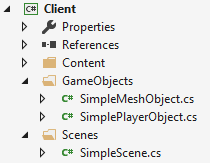 C# Client
Properties
References
Content
GameObjects
C# SimpleMeshObject.cs
C# SimplePlayerObject.cs
Scenes
C# SimpleScene.cs